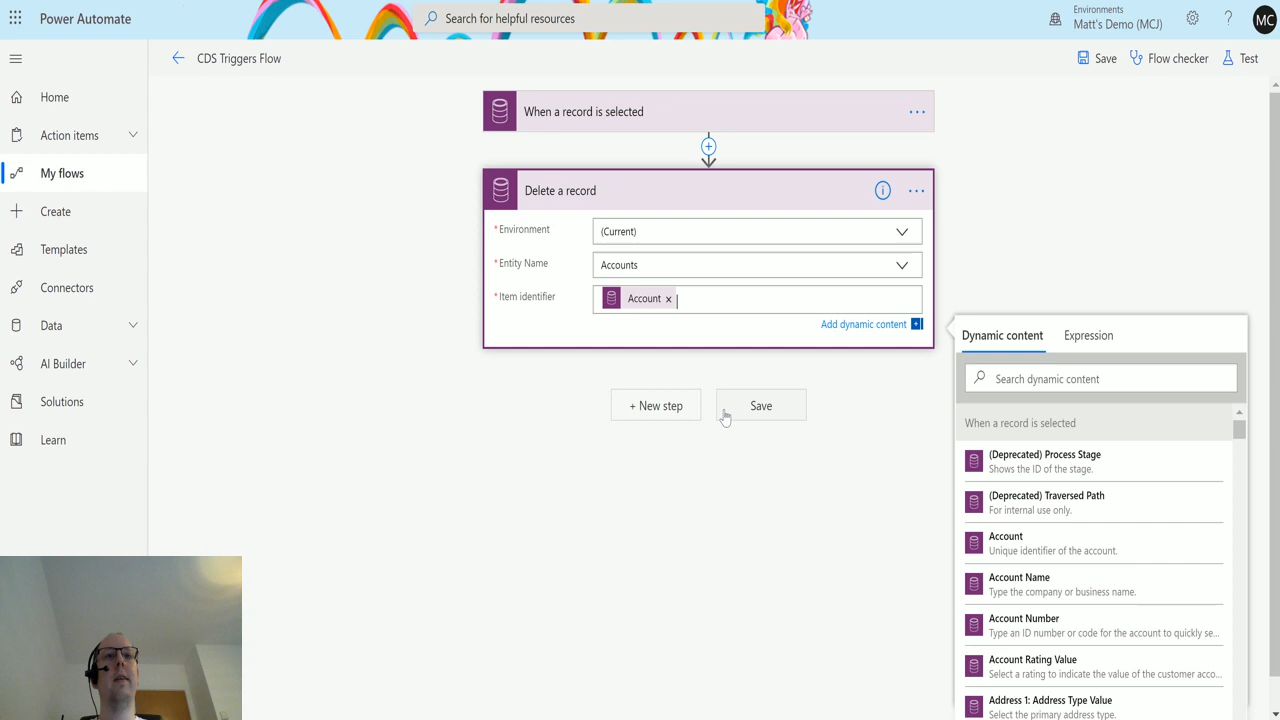 Power Automate
Search for helpful resources
Environments
Matt's Demo (MCJ)
?
MC
CDS Triggers Flow
Save
Flow checker
Test
Home
Action items
My flows
Create
Templates
Connectors
Data
AI Builder
Solutions
Learn
When a record is selected
...
Delete a record
...
*Environment
(Current)
*Entity Name
Accounts
*Item identifier
Account ×
Add dynamic content
+ New step
Save
Dynamic content
Expression
Search dynamic content
When a record is selected
(Deprecated) Process Stage
Shows the ID of the stage.
(Deprecated) Traversed Path
For internal use only.
Account
Unique identifier of the account.
Account Name
Type the company or business name.
Account Number
Type an ID number or code for the account to quickly se...
Account Rating Value
Select a rating to indicate the value of the customer acco...
Address 1: Address Type Value
Select the primary address type.